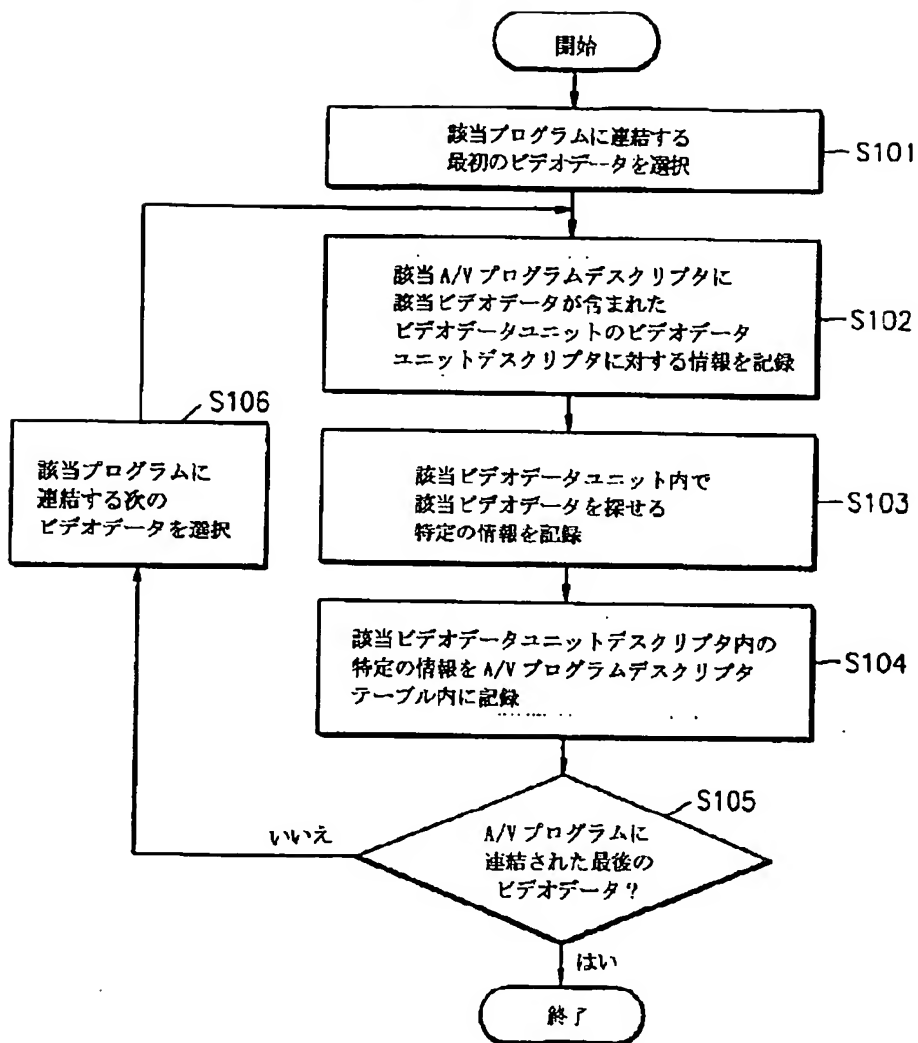 開始
該当プログラムに連結する
最初のビデオデータを選択
S101
該当A/Vプログラムデスクリプタに
該当ビデオデータが含まれた
ビデオデータユニットのビデオデータ
ユニットデスクリプタに対する情報を記録
S102
該当ビデオデータユニット内で
該当ビデオデータを探せる
特定の情報を記録
S103
該当ビデオデータユニットデスクリプタ内の
特定の情報をA/Vプログラムデスクリプタ
テーブル内に記録
S104
A/Vプログラムに
連結された最後の
ビデオデータ?
S105
いいえ
S106
該当プログラムに
連結する次の
ビデオデータを選択
はい
終了